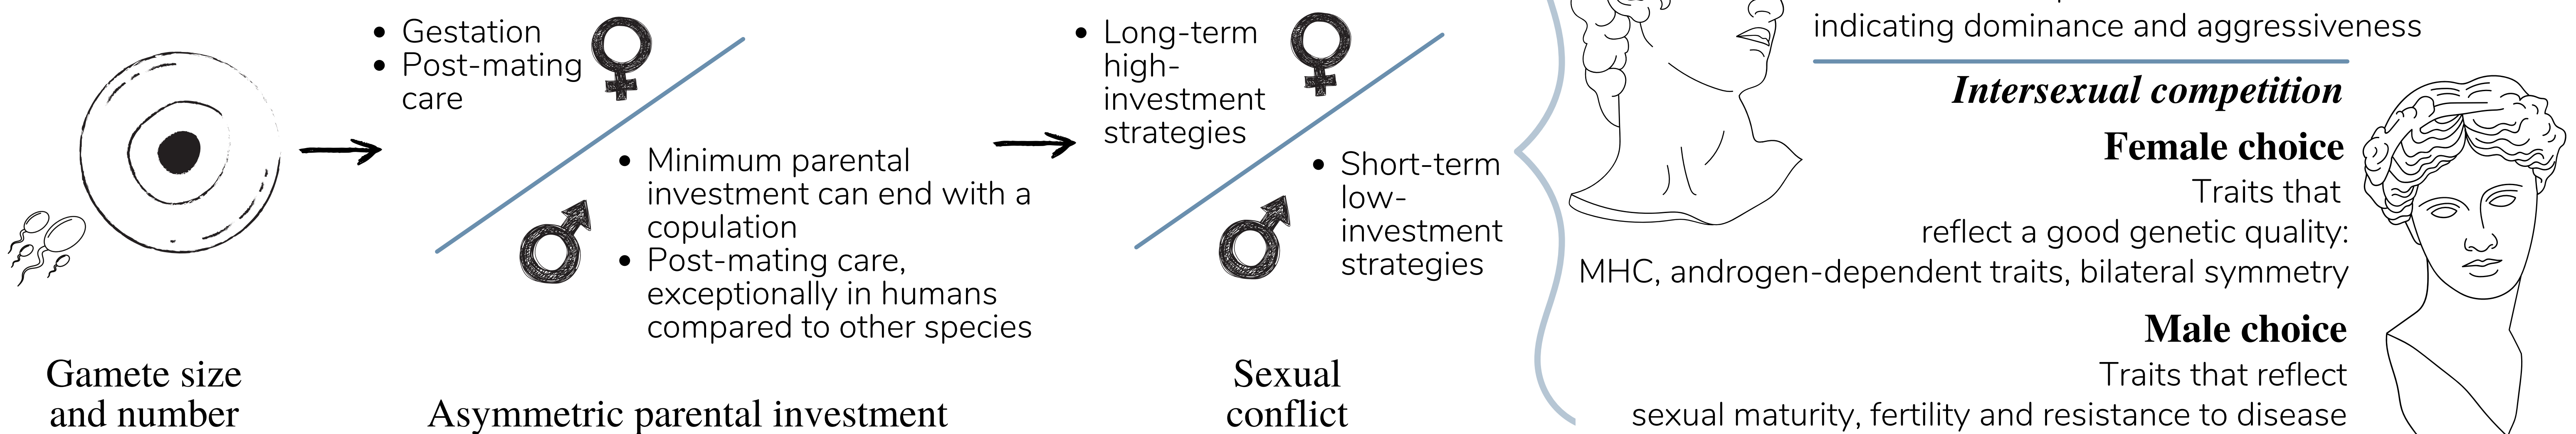 Gamete size
and number
Gestation
Post-mating
care
Minimum parental
investment can end with a
copulation
Post-mating care,
exceptionally in humans
compared to other species
Asymmetric parental investment
Long-term
high-
investment
strategies
Short-term
low-
investment
strategies
Sexual
conflict
indicating dominance and aggressiveness
Intersexual competition
Female choice
Traits that
reflect a good genetic quality:
MHC, androgen-dependent traits, bilateral symmetry
Male choice
Traits that reflect
sexual maturity, fertility and resistance to disease